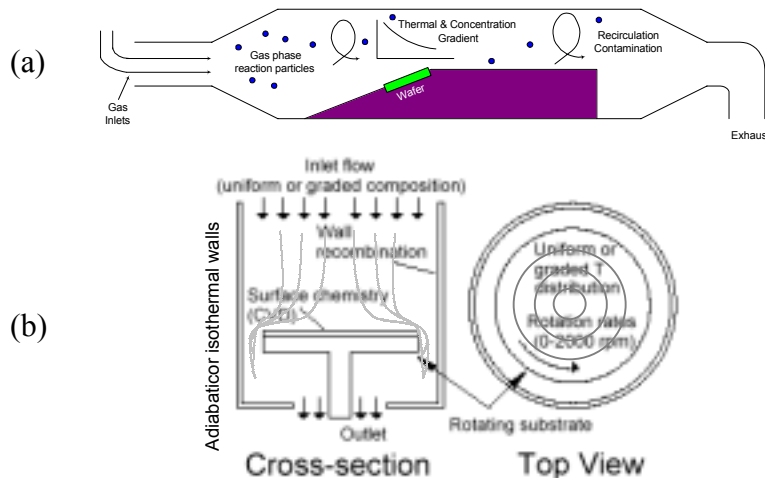 (a)
Gas phase
reaction particles
Thermal & Concentration
Gradient
Recirculation
Contamination
Wafer
Gas
Inlets
Exhaus
(b)
Adiabaticor isothermal walls
Inlet flow
(uniform or graded composition)
Wall
recombination
Surface chemistry
(CVD)
Outlet
Cross-section
Uniform or
graded T
distribution
Rotation rates
(0-2000 rpm)
Rotating substrate
Top View